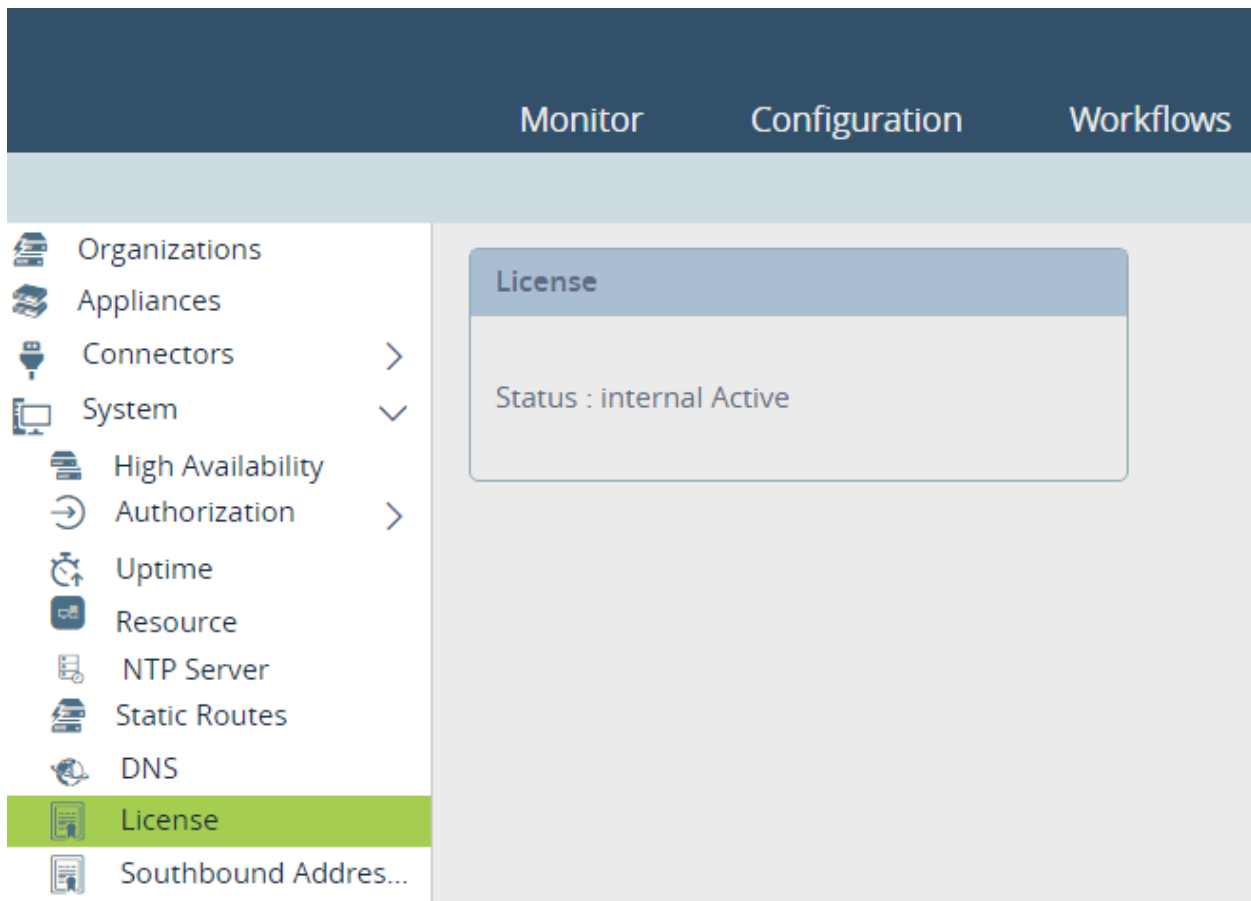 Monitor Configuration Workflows
Organizations
Appliances
Connectors
System
High Availability
Authorization
Uptime
Resource
NTP Server
Static Routes
DNS
License
Southbound Addres...
License
Status : internal Active